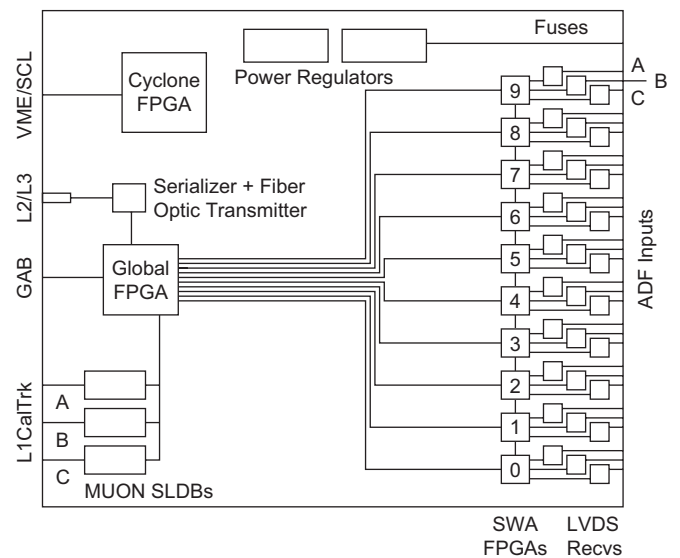 Fuses
Power Regulators
Cyclone
FPGA
VME/SCL
A
B
C
9
8
7
6
5
4
3
2
1
0
L2/L3
Serializer + Fiber
Optic Transmitter
GAB
Global
FPGA
ADF Inputs
L1CalTrk
A
B
C
MUON SLDBs
SWA
FPGAs
LVDS
Recvs